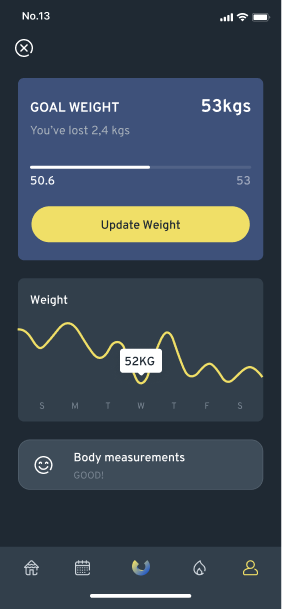 No.13
GOAL WEIGHT 53kgs
You've lost 2,4 kgs
50.6 53
Update Weight
Weight
52KG
S M T W T F S
Body measurements
GOOD!